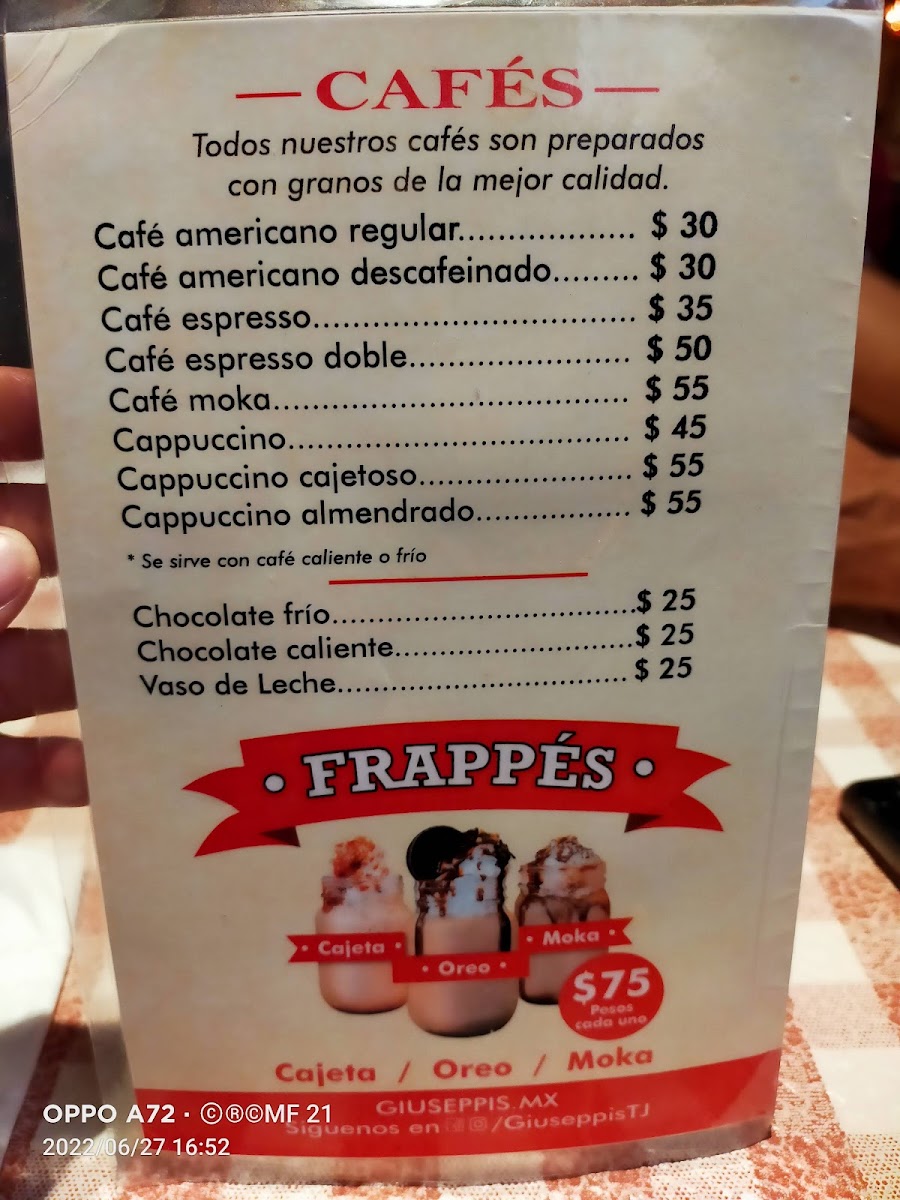 CAFÉS
Todos nuestros cafés son preparados
con granos de la mejor calidad.
Café americano regular.................. $ 30
Café americano descafeinado......... $ 30
Café espresso................................ $ 35
Café espresso doble...................... $ 50
Café moka.................................... $ 55
Cappuccino.................................. $ 45
Cappuccino cajetoso..................... $ 55
Cappuccino almendrado................ $ 55
* Se sirve con café caliente o frío
Chocolate frío.................................$ 25
Chocolate caliente..........................$ 25
Vaso de Leche............................... $ 25
• FRAPPÉS •
• Cajeta •
• Oreo •
• Moka •
$75
Pesos
cada uno
Cajeta / Oreo / Moka
GIUSEPPIS.MX
Síguenos en /GiuseppisTJ
OPPO A72 · ©®©MF 21
2022/06/27 16:52